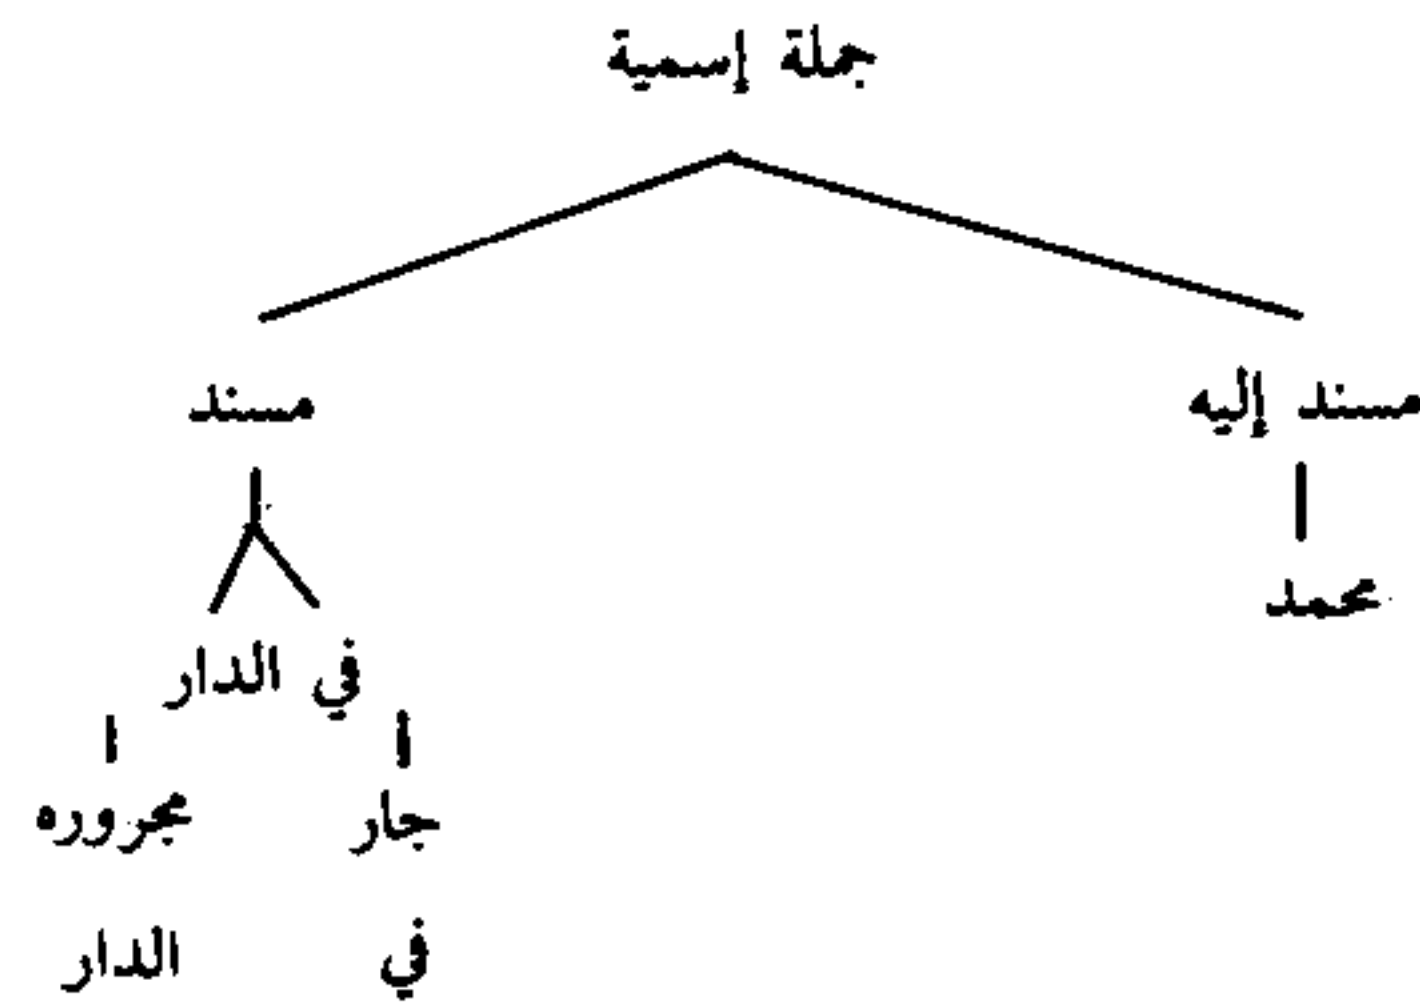 جملة إسمية
مسند إليه مسند
محمد
في الدار
جار مجروره
في الدار